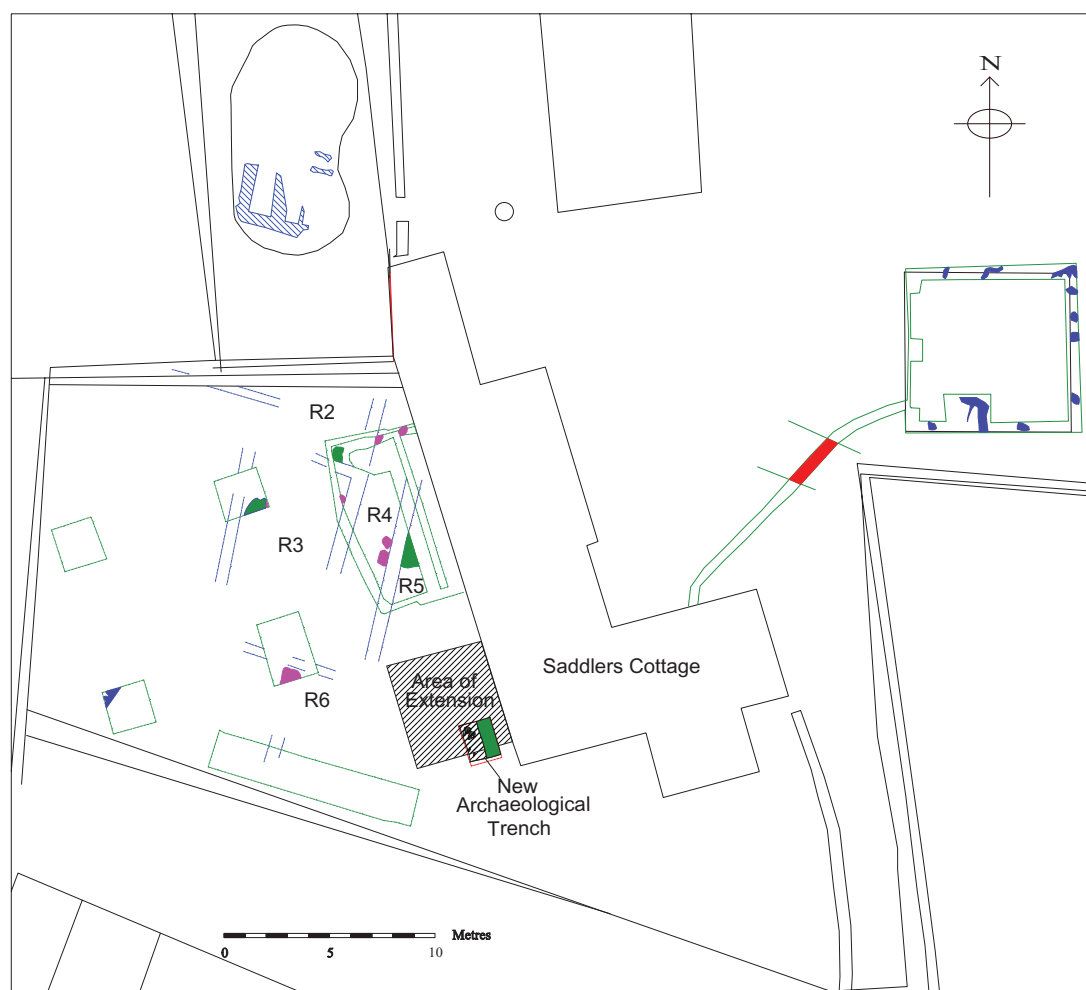 N
R2
R4
R3
R5
Saddlers Cottage
Area of
Extension
R6
New
Archaeological
Trench
Metres
0 5 10